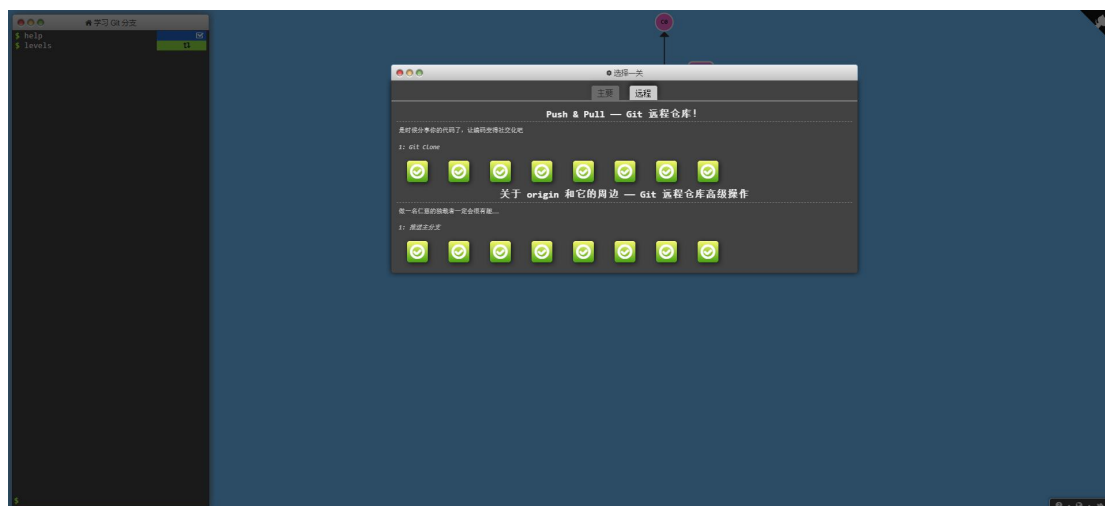 学习 Git 分支
$ help
$ levels
$
C0
选择一关
主要 远程
Push & Pull —— Git 远程仓库!
是时候分享你的代码了，让编码变得社交化吧
1: Git Clone
关于 origin 和它的周边 —— Git 远程仓库高级操作
做一名仁慈的独裁者一定会很有趣……
1: 推送主分支